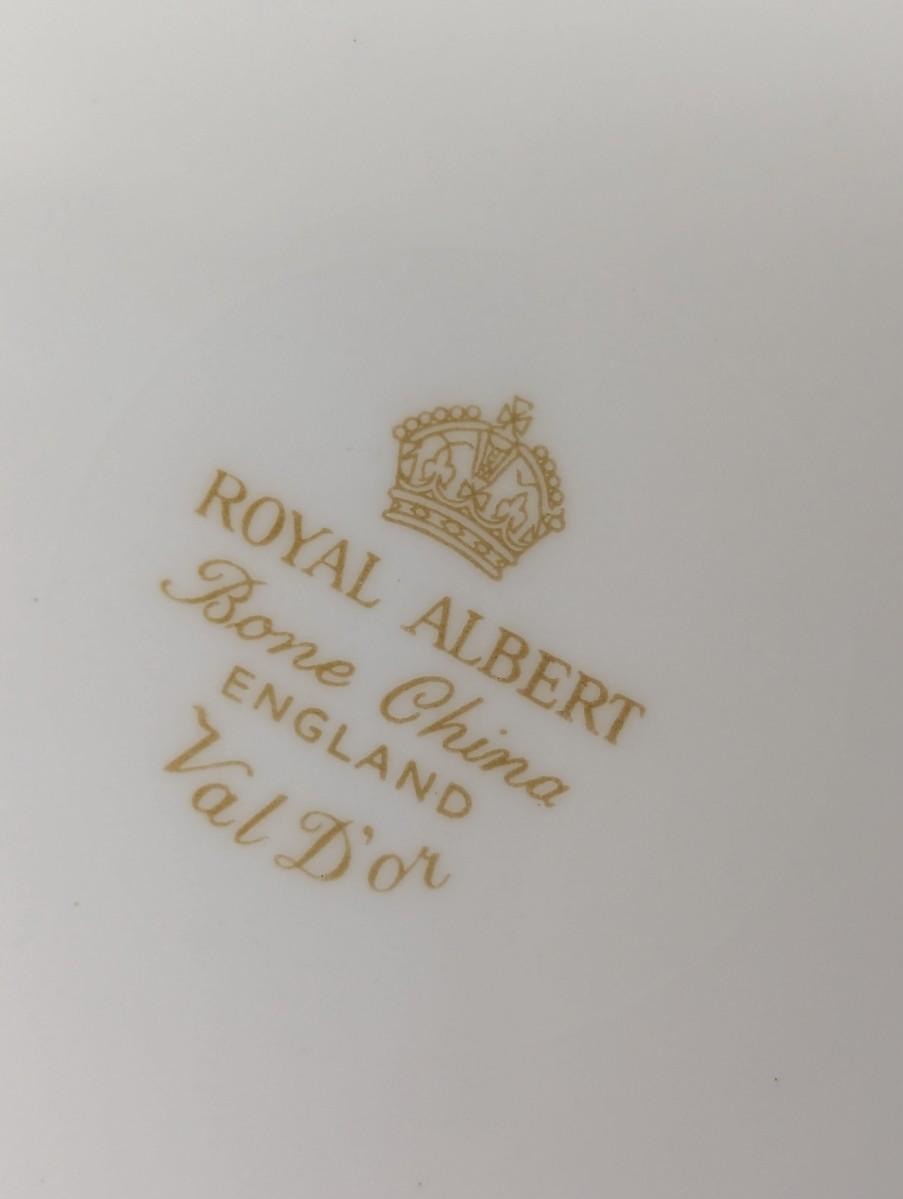 ROYAL ALBERT
Bone China
ENGLAND
Val D'or